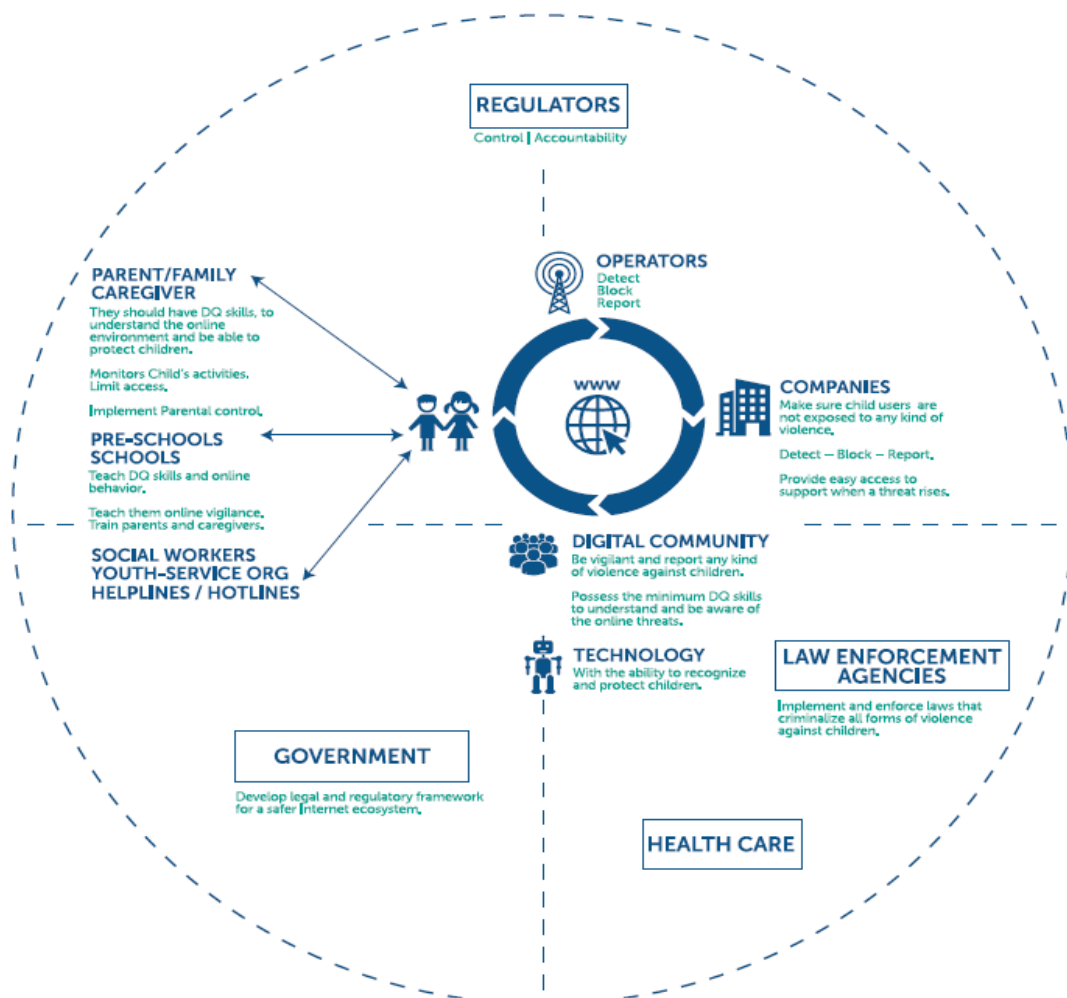 REGULATORS
Control | Accountability
OPERATORS
Detect
Block
Report
PARENT/FAMILY
CAREGIVER
They should have DQ skills, to
understand the online
environment and be able to
protect children.
Monitors Child's activities.
Limit access.
Implement Parental control.
PRE-SCHOOLS
SCHOOLS
Teach DQ skills and online
behavior.
Teach them online vigilance.
Train parents and caregivers.
SOCIAL WORKERS
YOUTH-SERVICE ORG
HELPLINES / HOTLINES
www
COMPANIES
Make sure child users are
not exposed to any kind of
violence.
Detect – Block – Report.
Provide easy access to
support when a threat rises.
DIGITAL COMMUNITY
Be vigilant and report any kind
of violence against children.
Possess the minimum DQ skills
to understand and be aware of
the online threats.
TECHNOLOGY
With the ability to recognize
and protect children.
LAW ENFORCEMENT
AGENCIES
Implement and enforce laws that
criminalize all forms of violence
against children.
GOVERNMENT
Develop legal and regulatory framework
for a safer Internet ecosystem.
HEALTH CARE